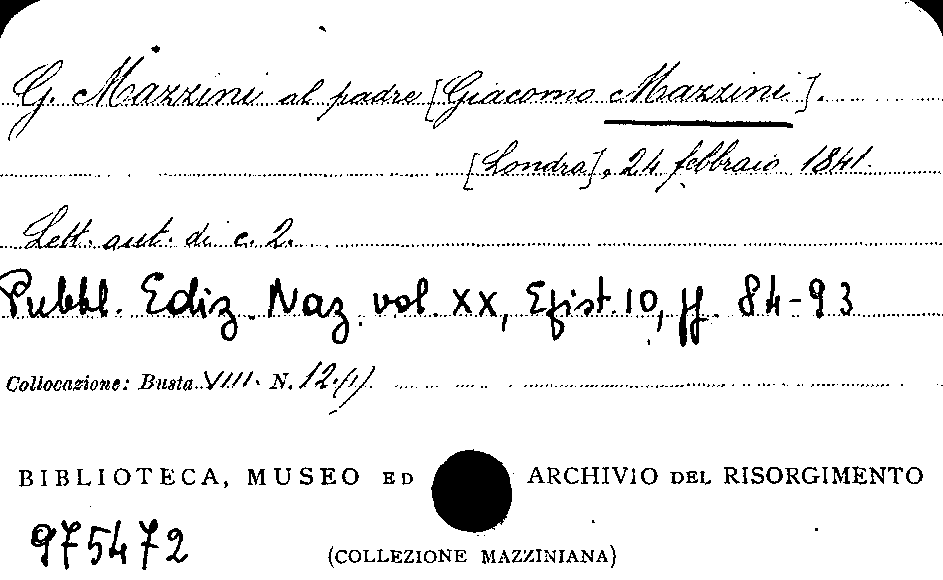 G. Mazzini al padre [Giacomo Mazzini].
[Londra], 24 febbraio 1841.
Lett. aut. di c. 2.
Pubbl. Ediz. Naz. vol. XX, Epist. 10, pp. 84-93
Collocazione: Busta VIII. N. 12(1)
BIBLIOTECA, MUSEO ED ARCHIVIO DEL RISORGIMENTO
975472
(COLLEZIONE MAZZINIANA)